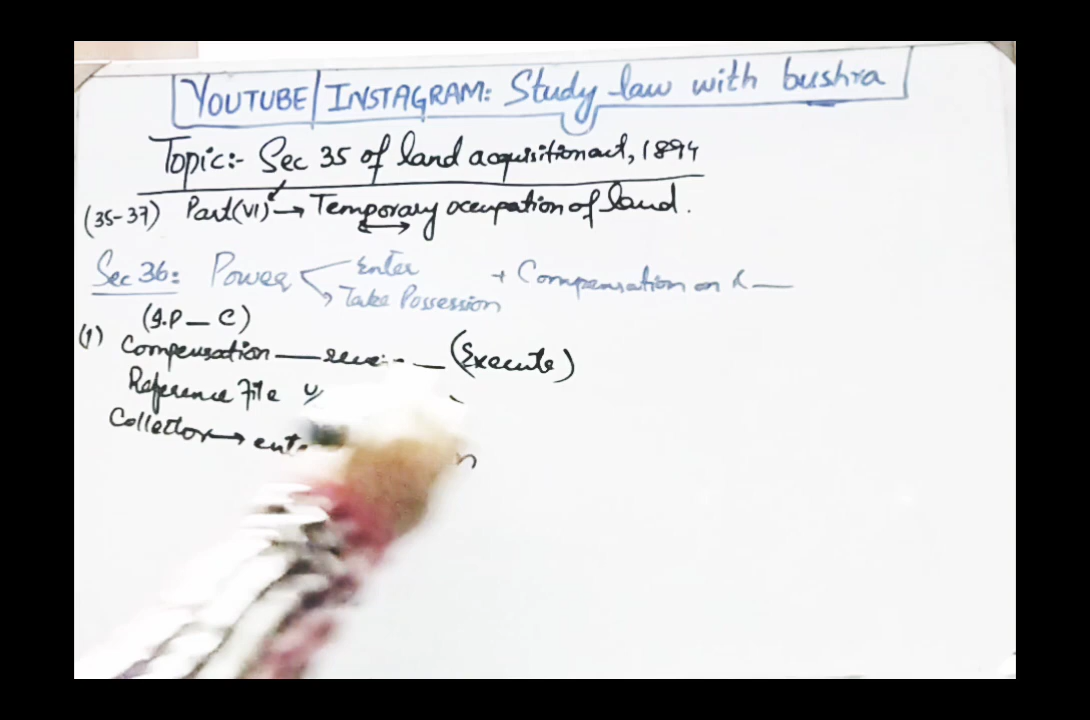 YOUTUBE/INSTAGRAM: Study law with bushra
Topic:- Sec 35 of land acquisition act, 1894
(35-37) Part(VI) → Temporary occupation of land.
Sec 36: Power Enter + Compensation on
Take Possession
(1) Compensation (Execute)
Reference File
Collector →